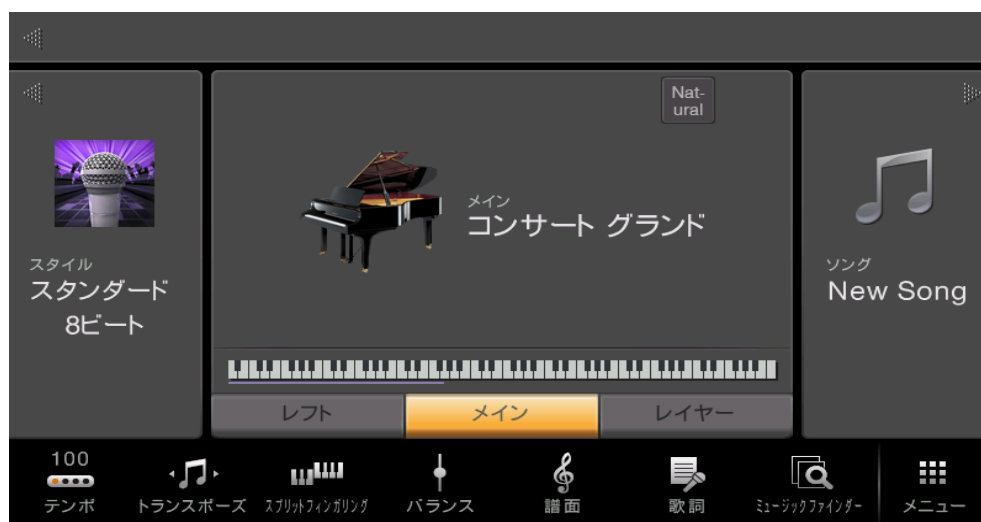 Nat-
ural
メイン
コンサート グランド
スタイル
スタンダード
8ビート
ソング
New Song
レフト
メイン
レイヤー
100
テンポ
トランスポーズ
スプリットフィンガリング
バランス
譜面
歌詞
ミュージックファインダー
メニュー